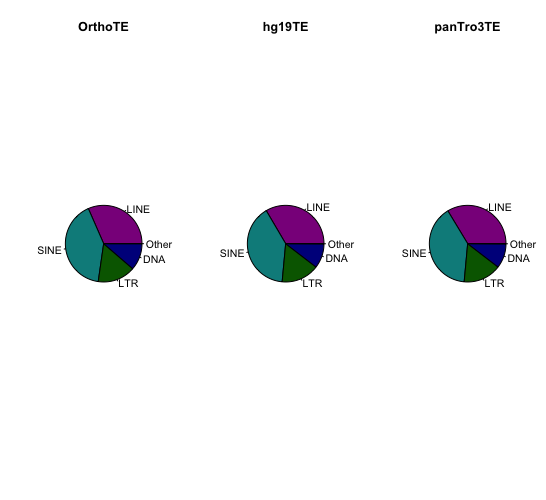 OrthoTE
hg19TE
panTro3TE
LINE
SINE
Other
DNA
LTR
LINE
SINE
Other
DNA
LTR
LINE
SINE
Other
DNA
LTR